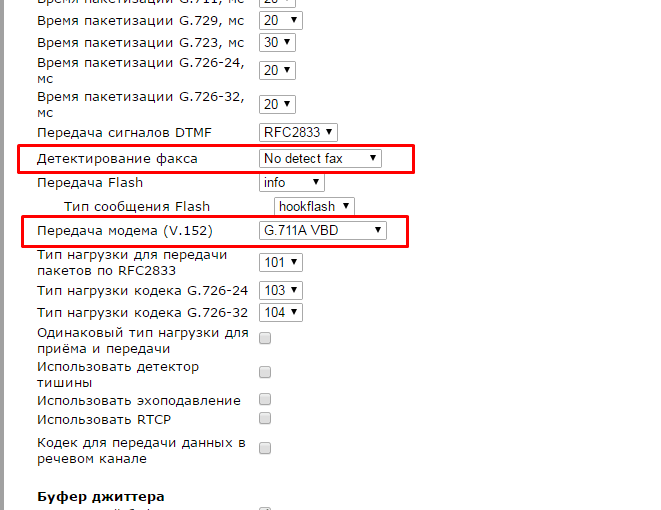 Время пакетизации G.711, мс 20
Время пакетизации G.729, мс 20
Время пакетизации G.723, мс 30
Время пакетизации G.726-24,
мс 20
Время пакетизации G.726-32,
мс 20
Передача сигналов DTMF RFC2833
Детектирование факса No detect fax
Передача Flash info
Тип сообщения Flash hookflash
Передача модема (V.152) G.711A VBD
Тип нагрузки для передачи
пакетов по RFC2833 101
Тип нагрузки кодека G.726-24 103
Тип нагрузки кодека G.726-32 104
Одинаковый тип нагрузки для
приёма и передачи
Использовать детектор
тишины
Использовать эхоподавление
Использовать RTCP
Кодек для передачи данных в
речевом канале
Буфер джиттера